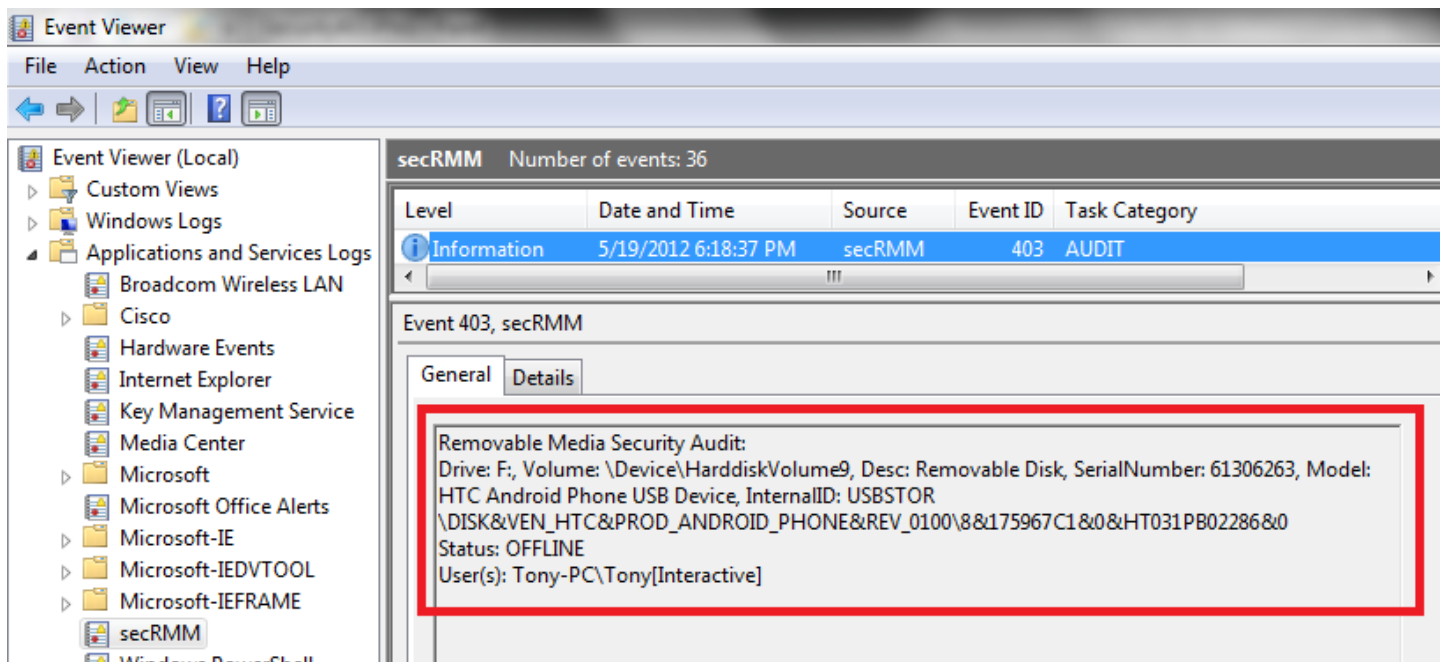 Event Viewer
File Action View Help
Event Viewer (Local)
Custom Views
Windows Logs
Applications and Services Logs
Broadcom Wireless LAN
Cisco
Hardware Events
Internet Explorer
Key Management Service
Media Center
Microsoft
Microsoft Office Alerts
Microsoft-IE
Microsoft-IEDVTOOL
Microsoft-IEFRAME
secRMM
Windows PowerShell
secRMM Number of events: 36
Level Date and Time Source Event ID Task Category
Information 5/19/2012 6:18:37 PM secRMM 403 AUDIT
Event 403, secRMM
General Details
Removable Media Security Audit:
Drive: F:, Volume: \Device\HarddiskVolume9, Desc: Removable Disk, SerialNumber: 61306263, Model:
HTC Android Phone USB Device, InternalID: USBSTOR
\DISK&VEN_HTC&PROD_ANDROID_PHONE&REV_0100\8&175967C1&0&HT031PB02286&0
Status: OFFLINE
User(s): Tony-PC\Tony[Interactive]